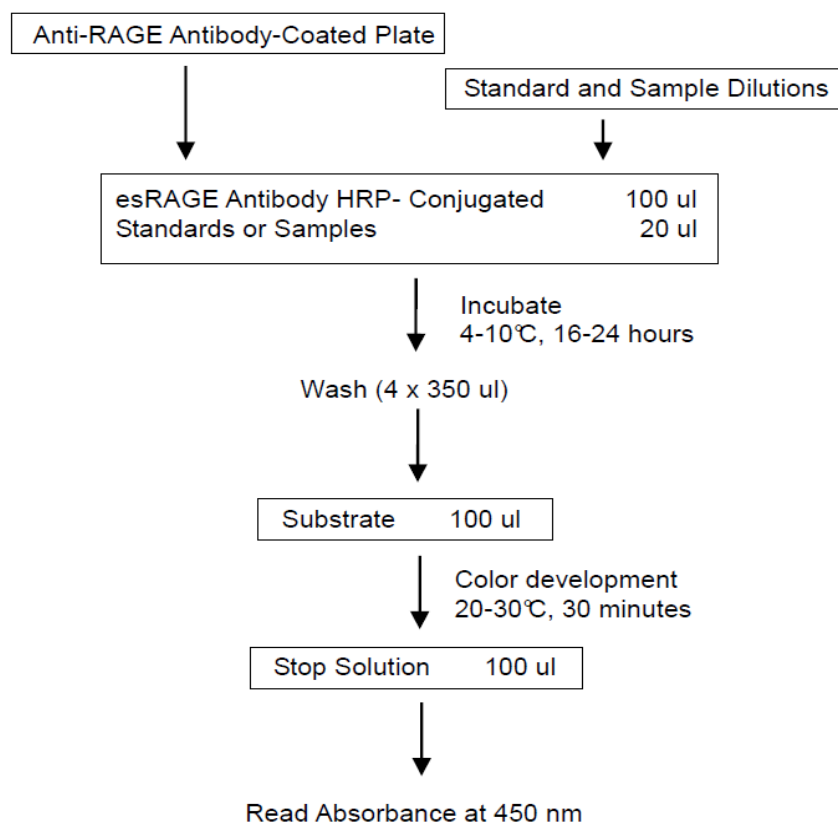 Anti-RAGE Antibody-Coated Plate
Standard and Sample Dilutions
esRAGE Antibody HRP- Conjugated 100 ul
Standards or Samples 20 ul
Incubate
4-10℃, 16-24 hours
Wash (4 x 350 ul)
Substrate 100 ul
Color development
20-30℃, 30 minutes
Stop Solution 100 ul
Read Absorbance at 450 nm